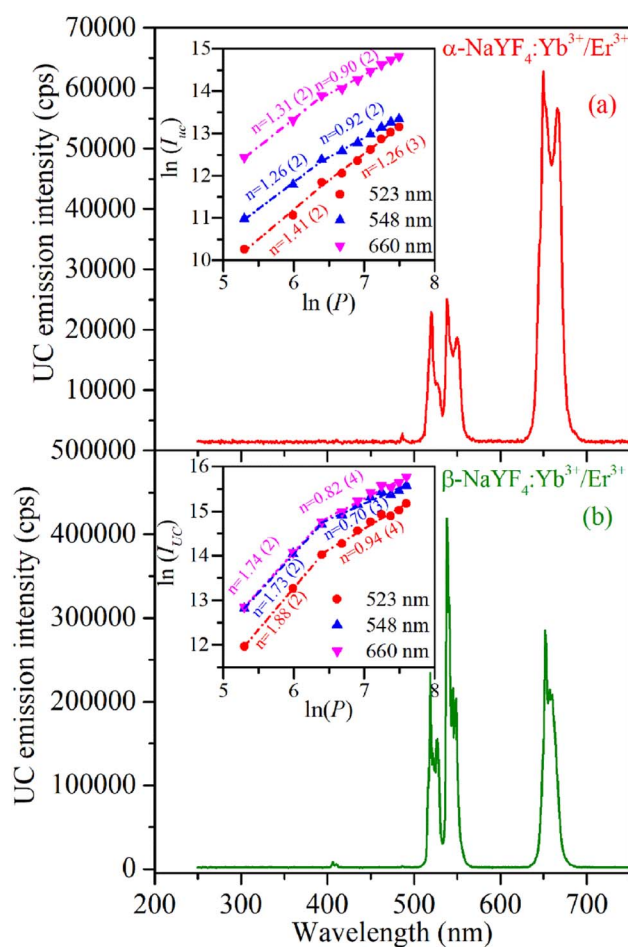 70000
60000
50000
40000
30000
20000
10000
500000
UC emission intensity (cps)
α-NaYF₄:Yb³⁺/Er³⁺
(a)
15
14
13
12
11
10
ln (I_uc)
n=1.31 (2)
n=0.90 (2)
n=1.26 (2)
n=0.92 (2)
n=1.41 (2)
n=1.26 (3)
523 nm
548 nm
660 nm
5 6 7 8
ln (P)
400000
300000
200000
100000
0
UC emission intensity (cps)
β-NaYF₄:Yb³⁺/Er³⁺
(b)
16
15
14
13
12
ln (I_UC)
n=1.74 (2)
n=0.82 (4)
n=1.73 (2)
n=0.70 (3)
n=1.88 (2)
n=0.94 (4)
523 nm
548 nm
660 nm
5 6 7 8
ln(P)
200 300 400 500 600 700
Wavelength (nm)